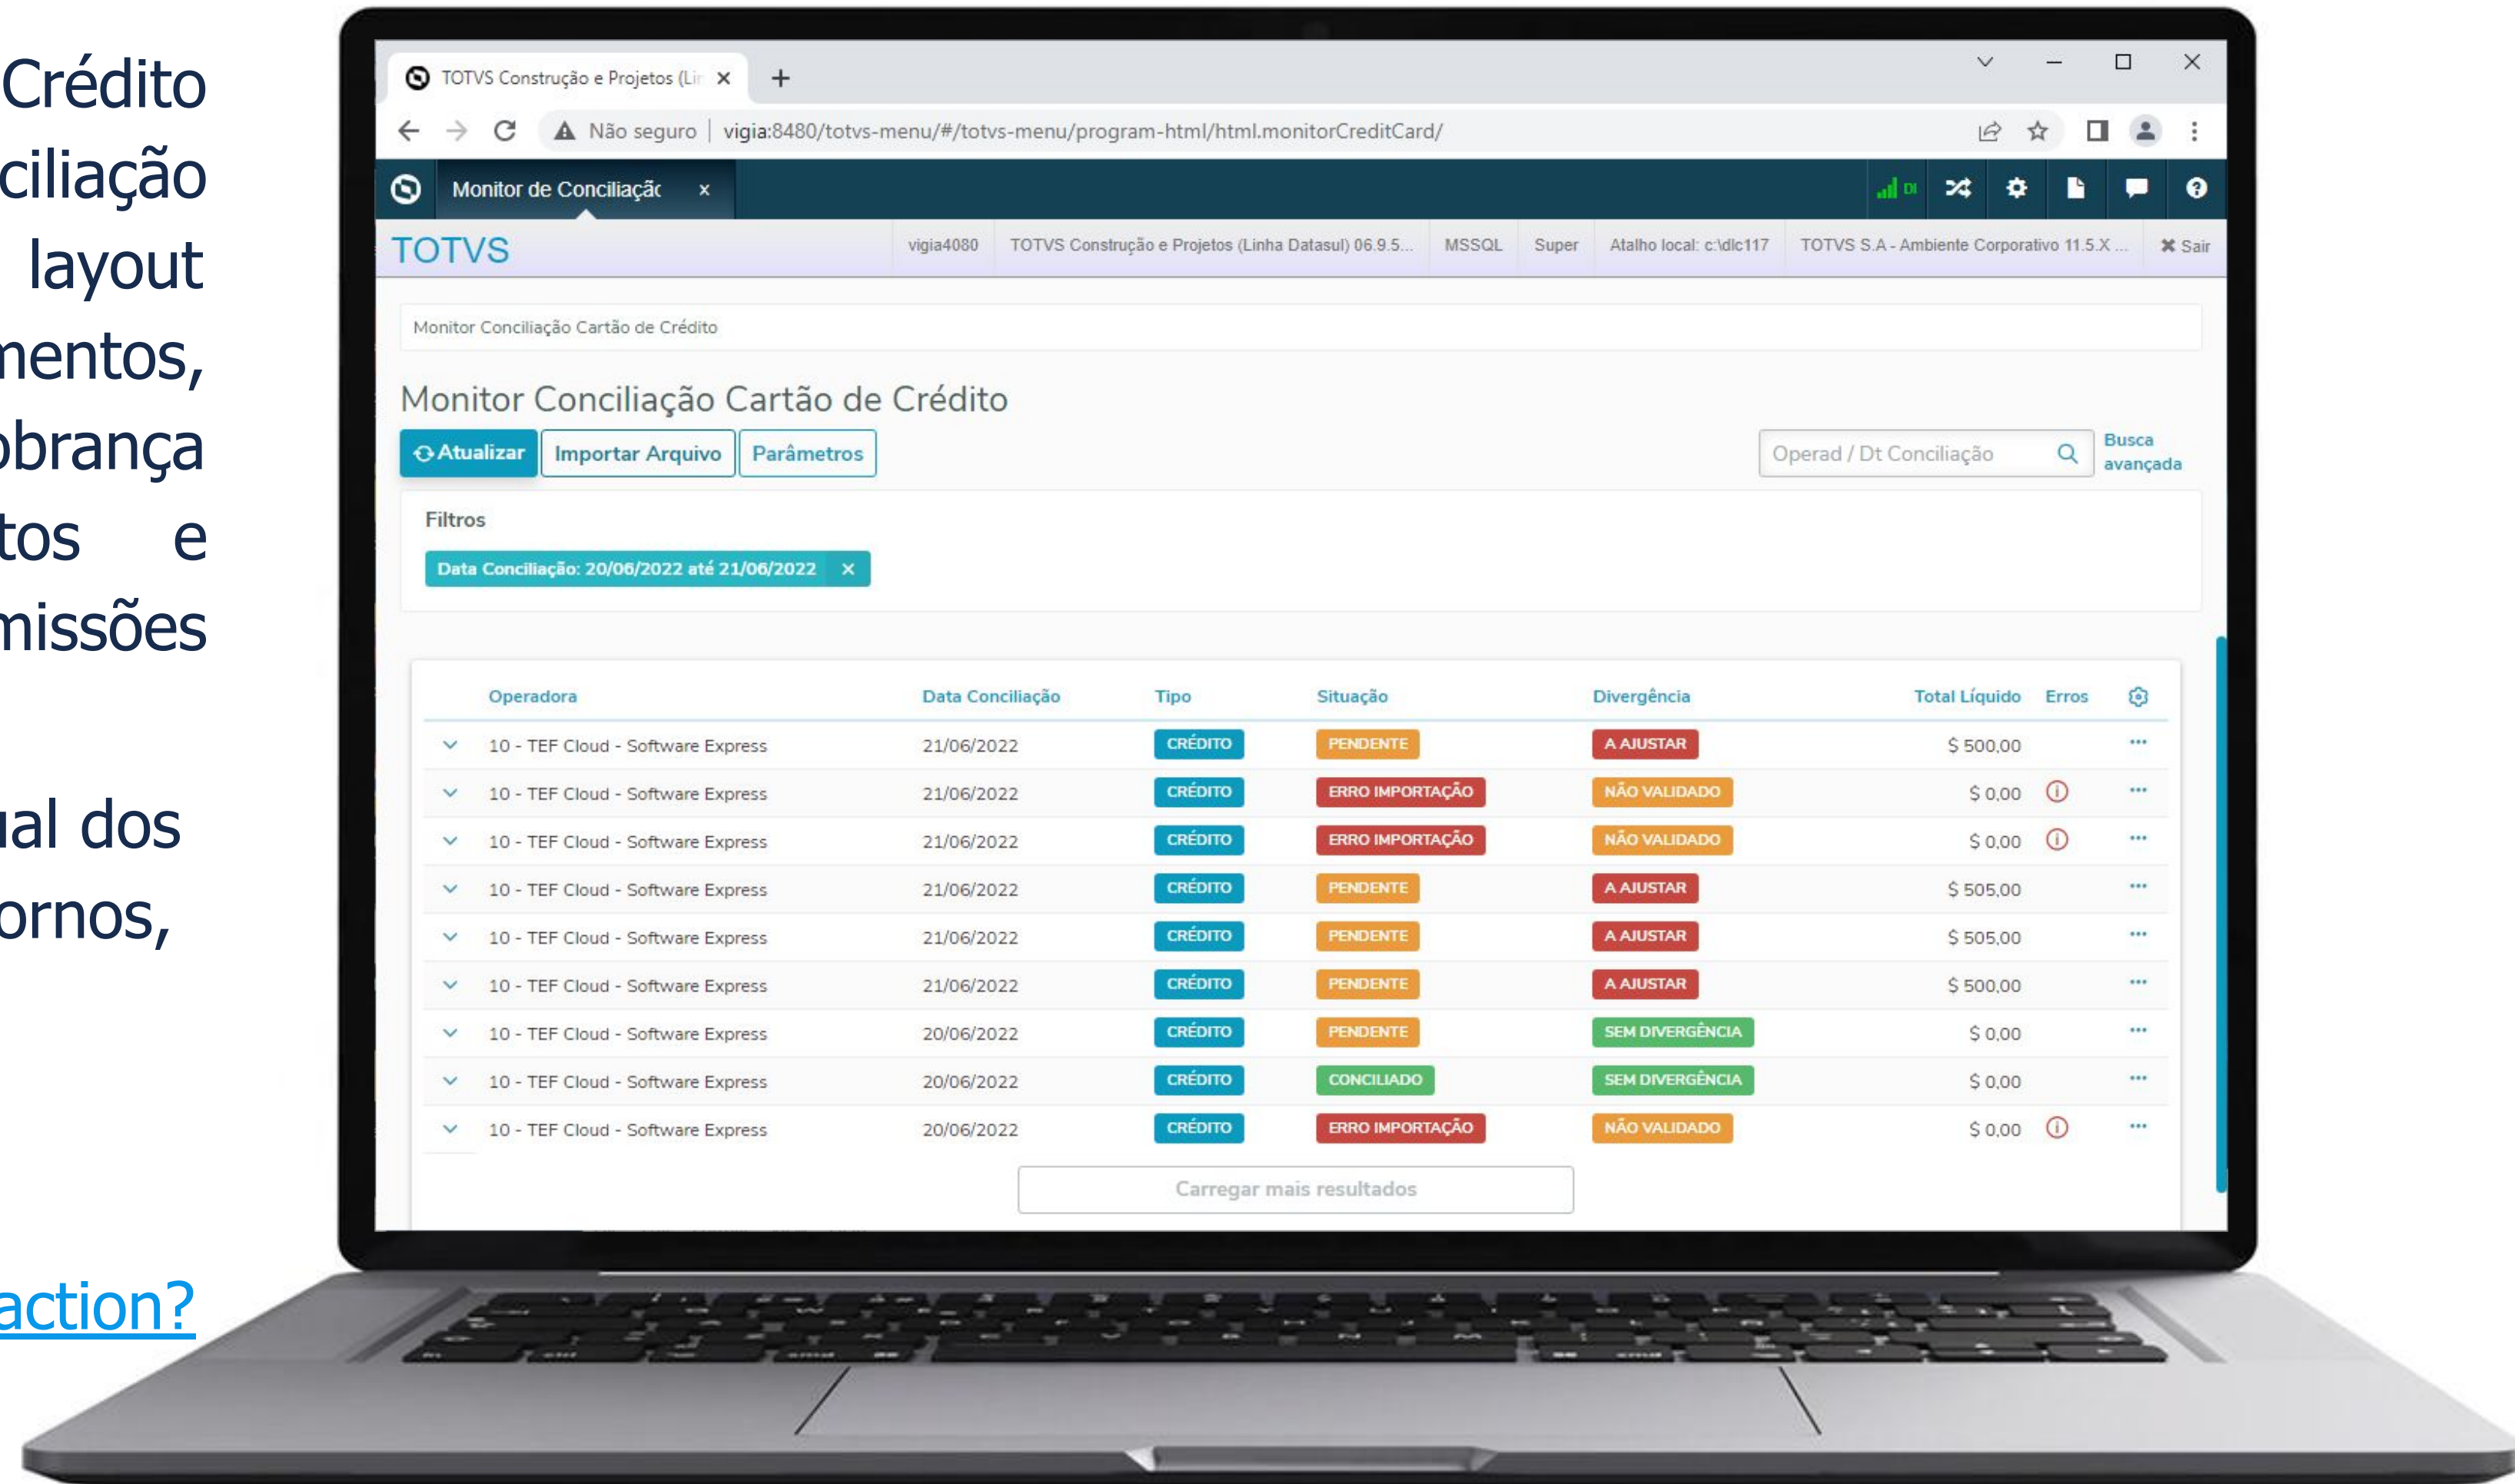 Crédito
ciliação
layout
mentos,
obrança
tos e
missões
ual dos
ornos,
action?
TOTVS Construção e Projetos (Lin
Não seguro | vigia:8480/totvs-menu/#/totvs-menu/program-html/html.monitorCreditCard/
Monitor de Conciliação x DI
TOTVS vigia4080 TOTVS Construção e Projetos (Linha Datasul) 06.9.5... MSSQL Super Atalho local: c:\dlc117 TOTVS S.A - Ambiente Corporativo 11.5.X ... Sair
Monitor Conciliação Cartão de Crédito
Monitor Conciliação Cartão de Crédito
Atualizar Importar Arquivo Parâmetros Operad / Dt Conciliação Busca avançada
Filtros
Data Conciliação: 20/06/2022 até 21/06/2022
Operadora Data Conciliação Tipo Situação Divergência Total Líquido Erros
10 - TEF Cloud - Software Express 21/06/2022 CRÉDITO PENDENTE A AJUSTAR $ 500,00
10 - TEF Cloud - Software Express 21/06/2022 CRÉDITO ERRO IMPORTAÇÃO NÃO VALIDADO $ 0,00
10 - TEF Cloud - Software Express 21/06/2022 CRÉDITO ERRO IMPORTAÇÃO NÃO VALIDADO $ 0,00
10 - TEF Cloud - Software Express 21/06/2022 CRÉDITO PENDENTE A AJUSTAR $ 505,00
10 - TEF Cloud - Software Express 21/06/2022 CRÉDITO PENDENTE A AJUSTAR $ 505,00
10 - TEF Cloud - Software Express 21/06/2022 CRÉDITO PENDENTE A AJUSTAR $ 500,00
10 - TEF Cloud - Software Express 20/06/2022 CRÉDITO PENDENTE SEM DIVERGÊNCIA $ 0,00
10 - TEF Cloud - Software Express 20/06/2022 CRÉDITO CONCILIADO SEM DIVERGÊNCIA $ 0,00
10 - TEF Cloud - Software Express 20/06/2022 CRÉDITO ERRO IMPORTAÇÃO NÃO VALIDADO $ 0,00
Carregar mais resultados